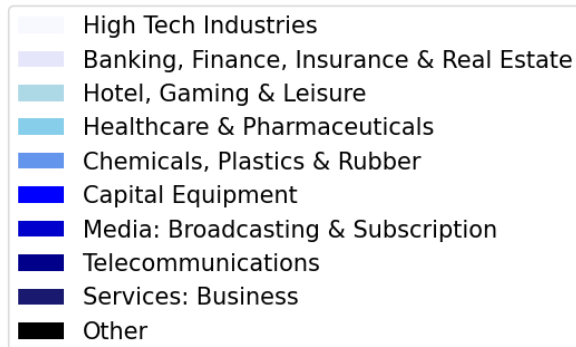 High Tech Industries
Banking, Finance, Insurance & Real Estate
Hotel, Gaming & Leisure
Healthcare & Pharmaceuticals
Chemicals, Plastics & Rubber
Capital Equipment
Media: Broadcasting & Subscription
Telecommunications
Services: Business
Other